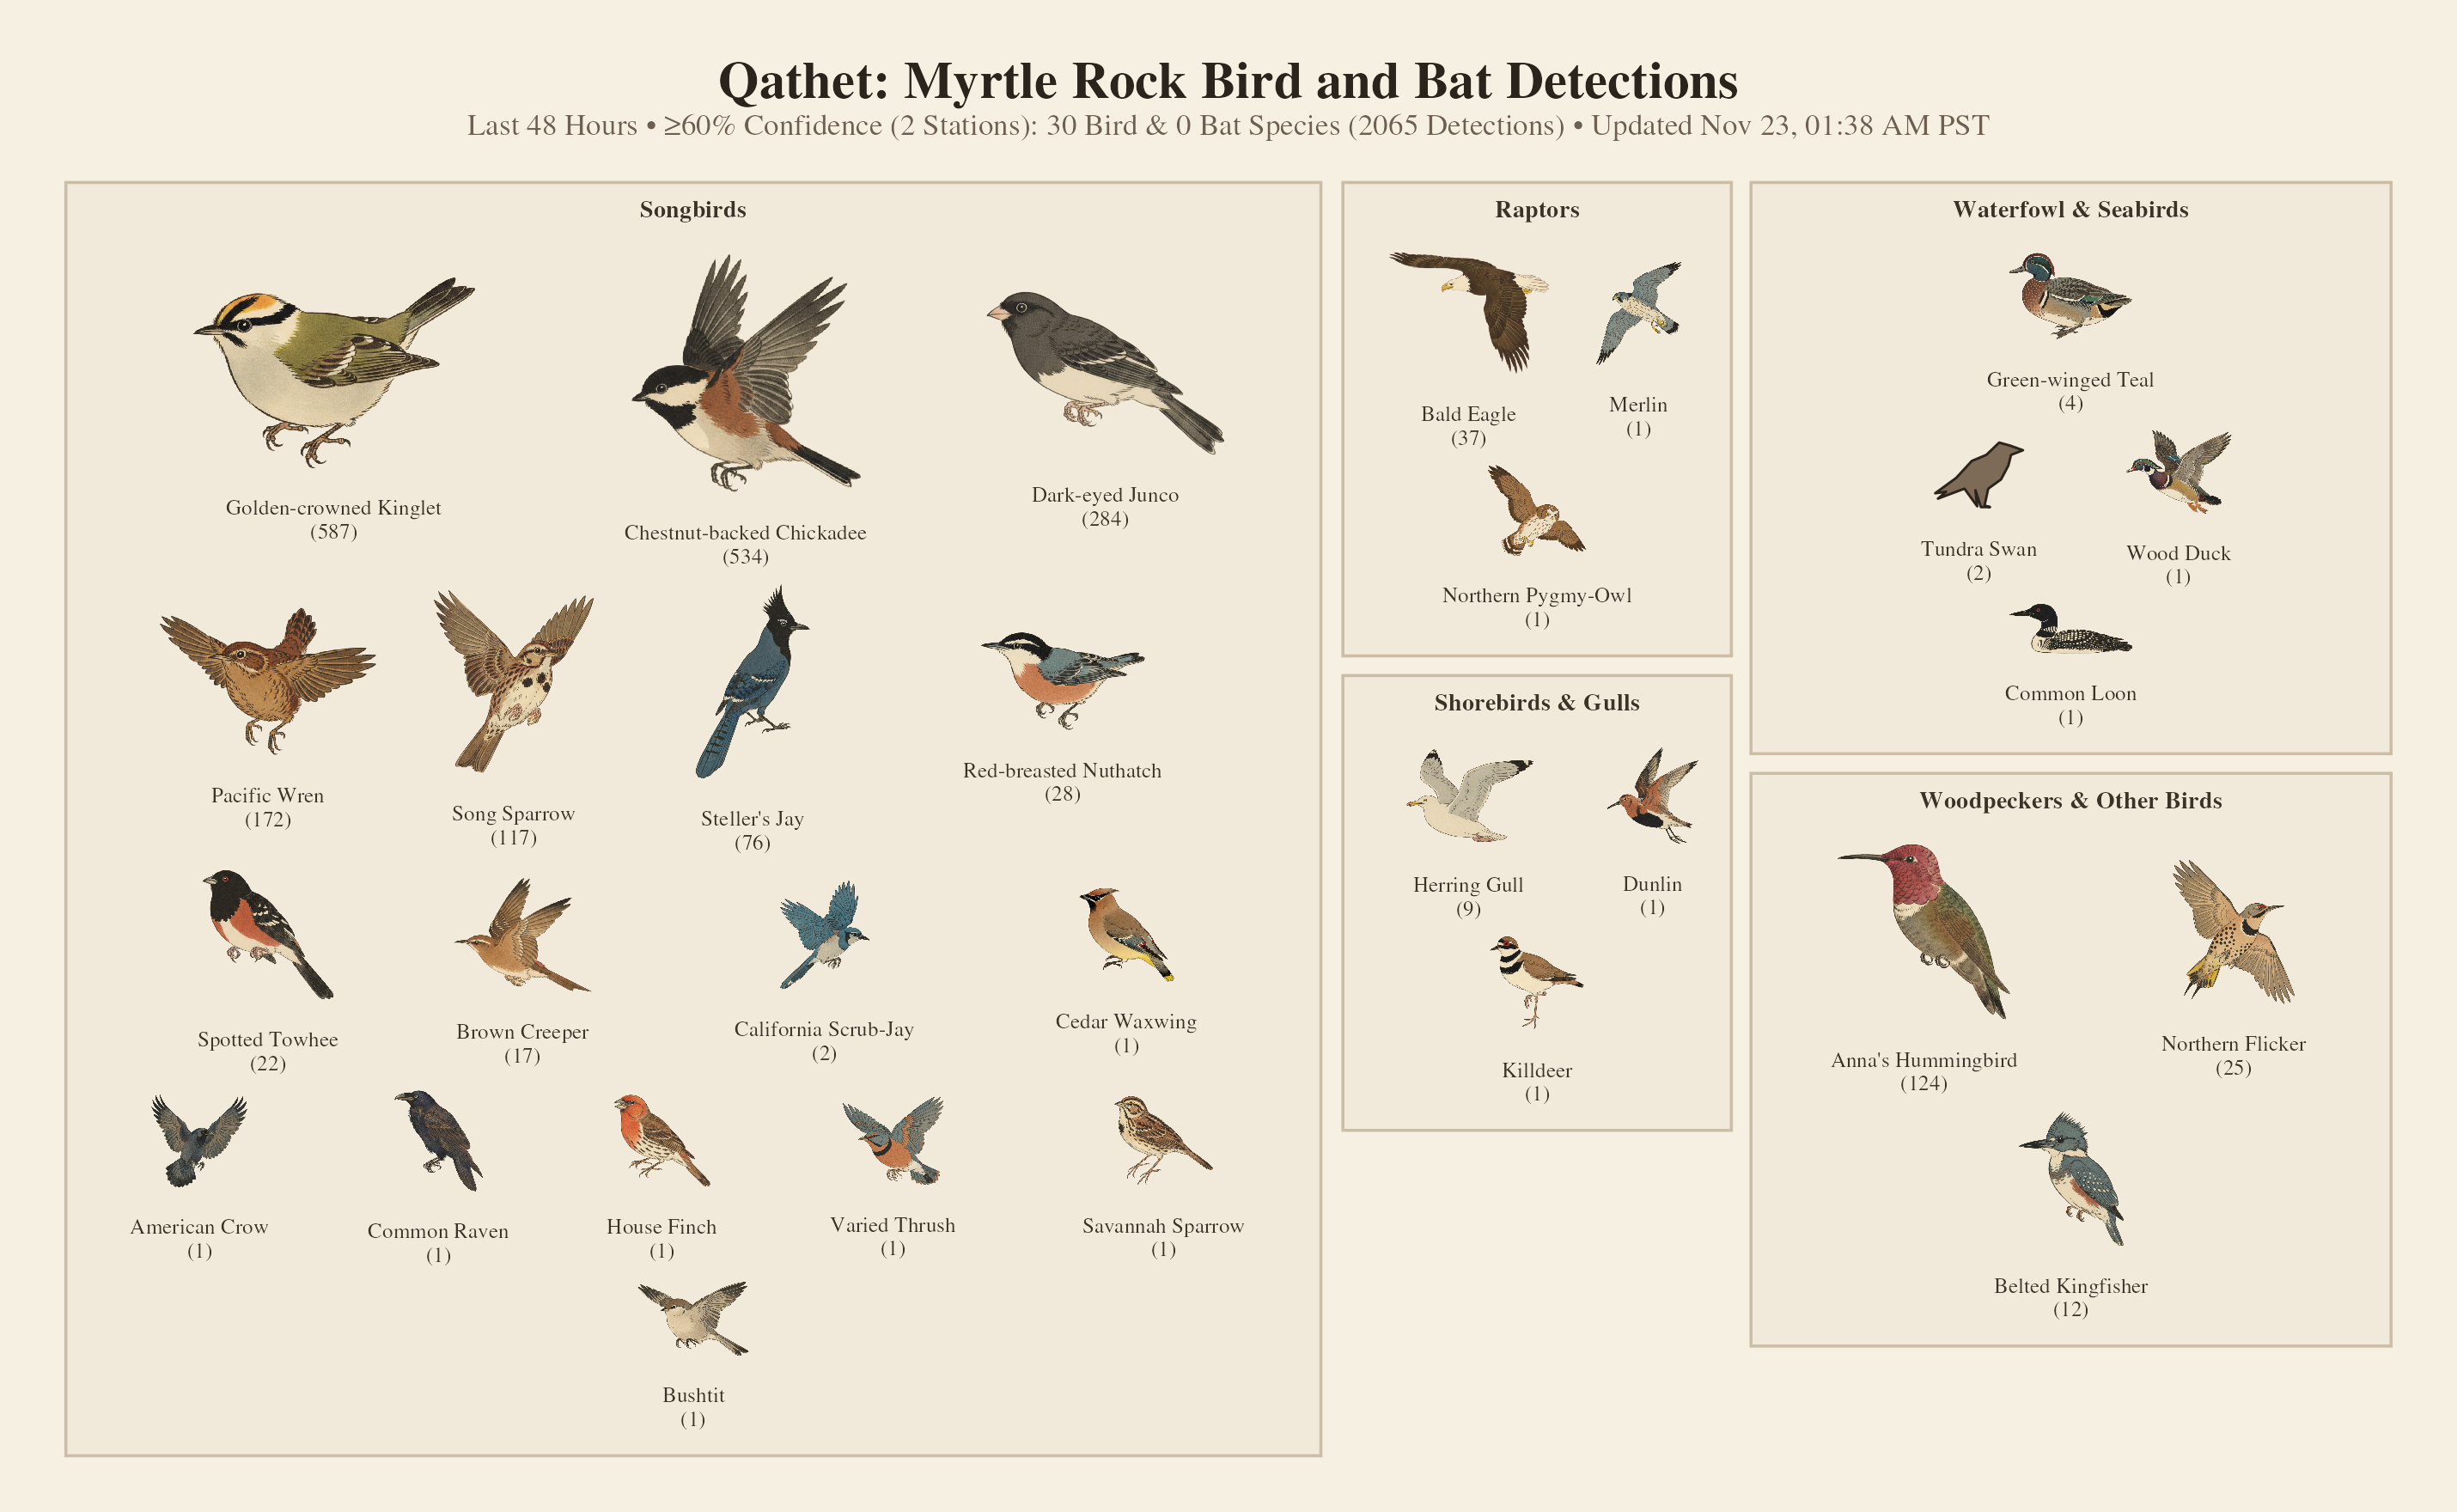 Qathet: Myrtle Rock Bird and Bat Detections
Last 48 Hours • ≥60% Confidence (2 Stations): 30 Bird & 0 Bat Species (2065 Detections) • Updated Nov 23, 01:38 AM PST
Songbirds
Golden-crowned Kinglet
(587)
Chestnut-backed Chickadee
(534)
Dark-eyed Junco
(284)
Pacific Wren
(172)
Song Sparrow
(117)
Steller's Jay
(76)
Red-breasted Nuthatch
(28)
Spotted Towhee
(22)
Brown Creeper
(17)
California Scrub-Jay
(2)
Cedar Waxwing
(1)
American Crow
(1)
Common Raven
(1)
House Finch
(1)
Varied Thrush
(1)
Savannah Sparrow
(1)
Bushtit
(1)
Raptors
Bald Eagle
(37)
Merlin
(1)
Northern Pygmy-Owl
(1)
Shorebirds & Gulls
Herring Gull
(9)
Dunlin
(1)
Killdeer
(1)
Waterfowl & Seabirds
Green-winged Teal
(4)
Tundra Swan
(2)
Wood Duck
(1)
Common Loon
(1)
Woodpeckers & Other Birds
Anna's Hummingbird
(124)
Northern Flicker
(25)
Belted Kingfisher
(12)